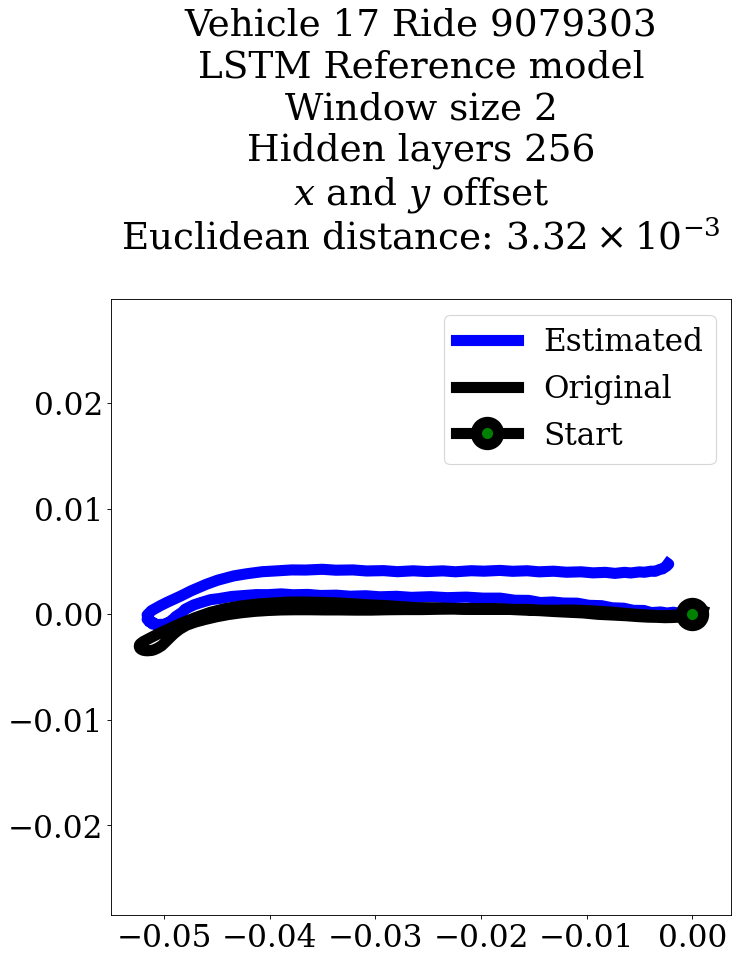 Vehicle 17 Ride 9079303
LSTM Reference model
Window size 2
Hidden layers 256
x and y offset
Euclidean distance: 3.32 × 10⁻³
Estimated
Original
Start
0.02
0.01
0.00
−0.01
−0.02
−0.05 −0.04 −0.03 −0.02 −0.01 0.00